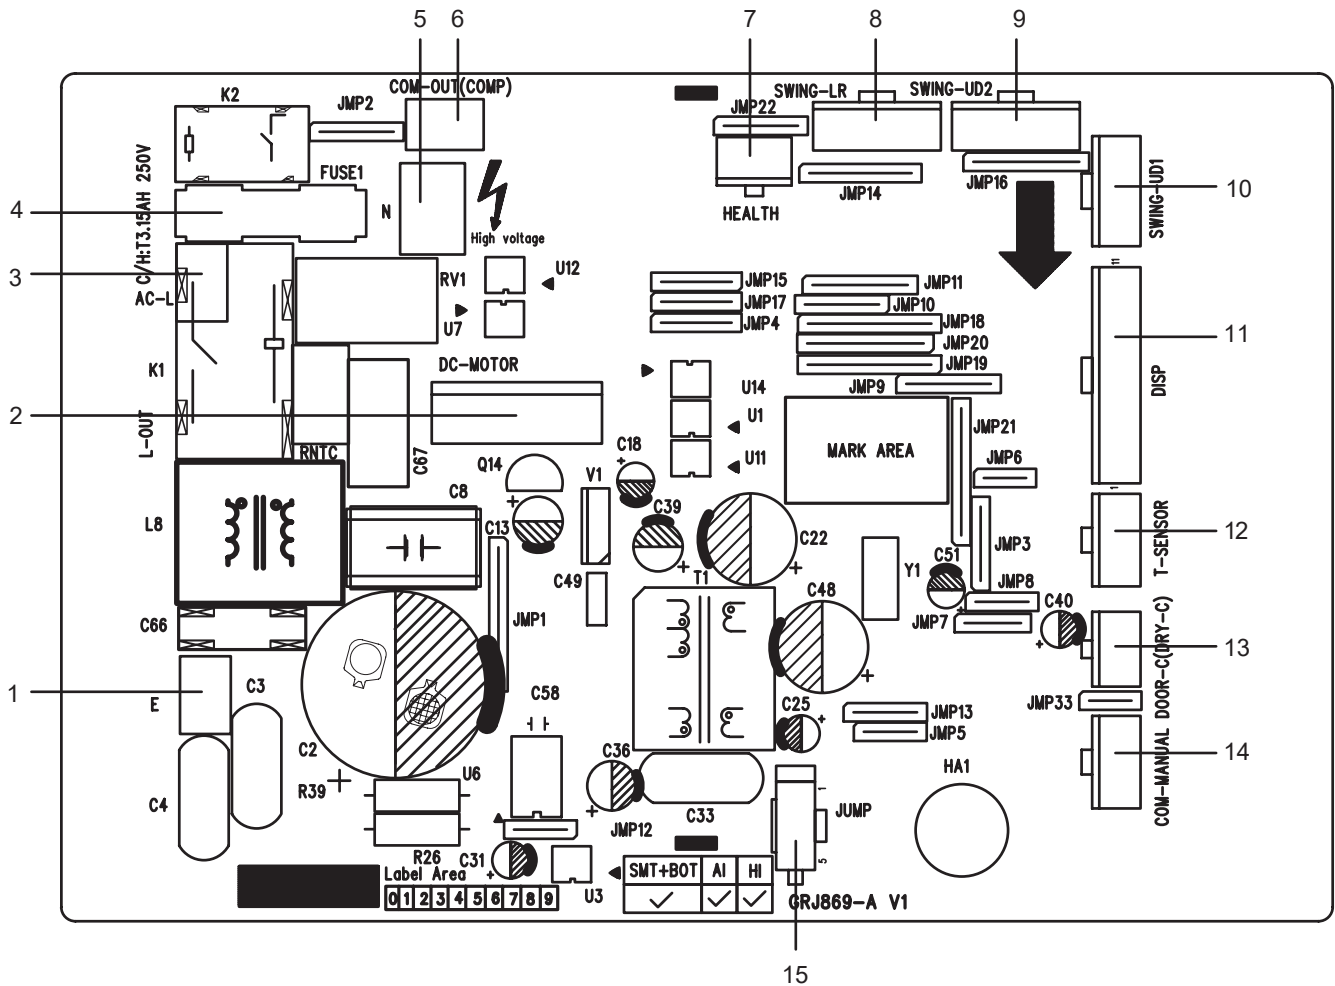 5
6
7
8
9
K2
JMP2
COM-OUT(COMP)
JMP22
SWING-LR
SWING-UD2
C/H:T3.15AH 250V
FUSE1
4
N
High voltage
HEALTH
JMP14
JMP16
SWING-UD1
10
3
AC-L
RV1
U12
U7
JMP15
JMP17
JMP4
JMP11
JMP10
JMP18
JMP20
JMP19
JMP9
11
11
DISP
1
K1
DC-MOTOR
U14
U1
U11
2
L-OUT
RNTC
C67
MARK AREA
JMP21
JMP6
L8
C8
Q14
C13
V1
C18
C39
C22
C49
T1
Y1
C51
JMP3
T-SENSOR
12
JMP8
JMP7
C40
C66
JMP1
C48
DOOR-C(DRY-C)
13
1
E
C3
C58
C25
JMP13
JMP5
JMP33
C2
C4
R39
U6
C36
C33
JMP12
JUMP
1
5
HA1
COM-MANUAL
14
R26
C31
Label Area
0 1 2 3 4 5 6 7 8 9
U3
SMT+BOT AI HI
GRJ869-A V1
15